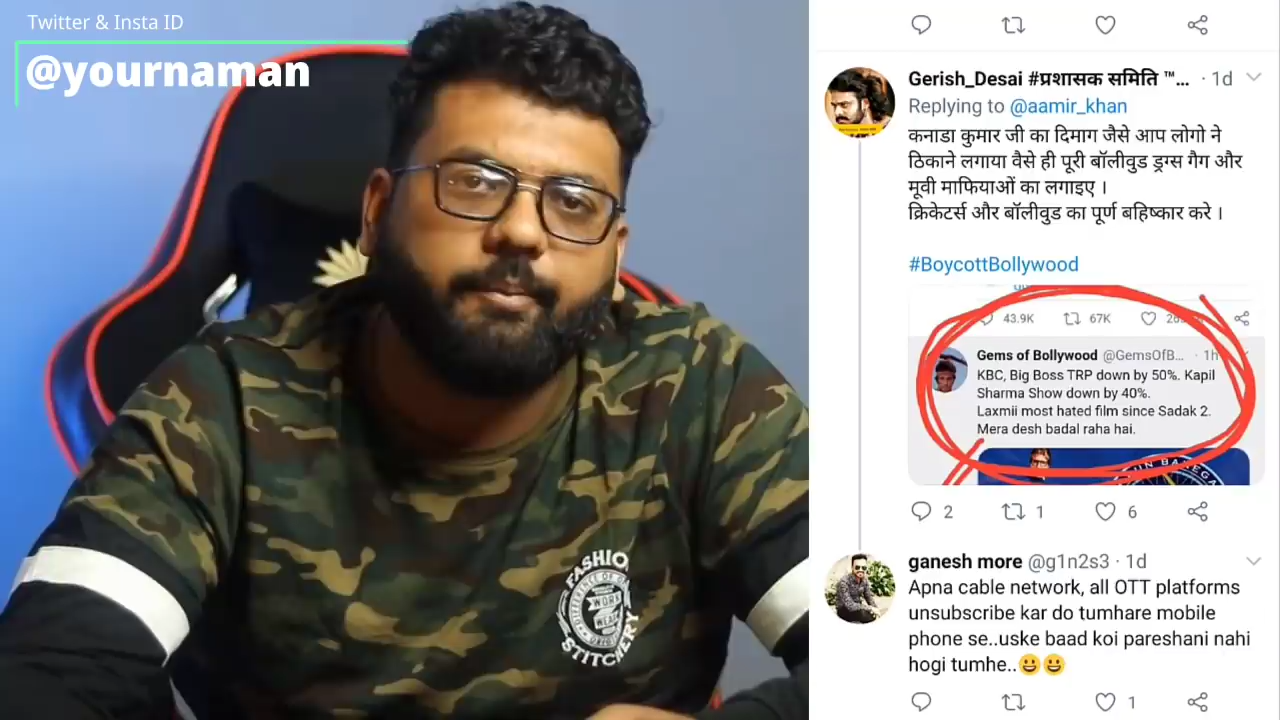 Twitter & Insta ID
@yournaman
FASHION
WORK
WEAR
STITCHERY
Gerish_Desai #प्रशासक समिति ™... · 1d
Replying to @aamir_khan
कनाडा कुमार जी का दिमाग जैसे आप लोगो ने
ठिकाने लगाया वैसे ही पूरी बॉलीवुड ड्रग्स गैग और
मूवी माफियाओं का लगाइए ।
क्रिकेटर्स और बॉलीवुड का पूर्ण बहिष्कार करे ।
#BoycottBollywood
43.9K 67K
Gems of Bollywood @GemsOfB... · 1h
KBC, Big Boss TRP down by 50%. Kapil
Sharma Show down by 40%.
Laxmii most hated film since Sadak 2.
Mera desh badal raha hai.
2 1 6
ganesh more @g1n2s3 · 1d
Apna cable network, all OTT platforms
unsubscribe kar do tumhare mobile
phone se..uske baad koi pareshani nahi
hogi tumhe..😀😀
1